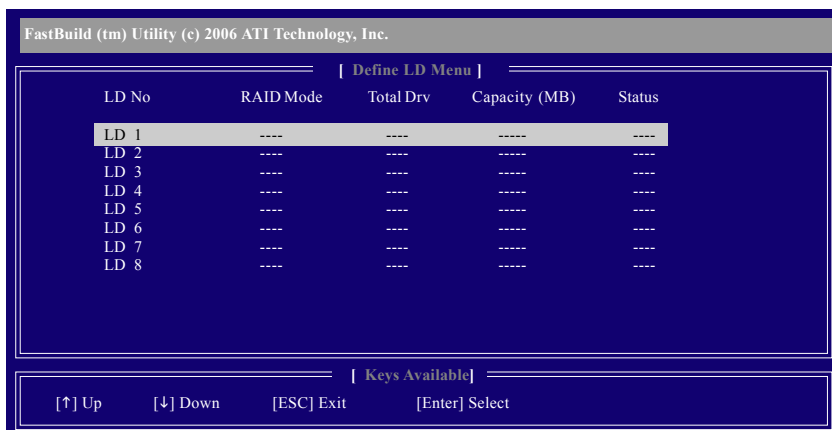 FastBuild (tm) Utility (c) 2006 ATI Technology, Inc.
[ Define LD Menu ]
LD No RAID Mode Total Drv Capacity (MB) Status
LD 1 ---- ---- ----- ----
LD 2 ---- ---- ----- ----
LD 3 ---- ---- ----- ----
LD 4 ---- ---- ----- ----
LD 5 ---- ---- ----- ----
LD 6 ---- ---- ----- ----
LD 7 ---- ---- ----- ----
LD 8 ---- ---- ----- ----
[ Keys Available]
[↑] Up [↓] Down [ESC] Exit [Enter] Select